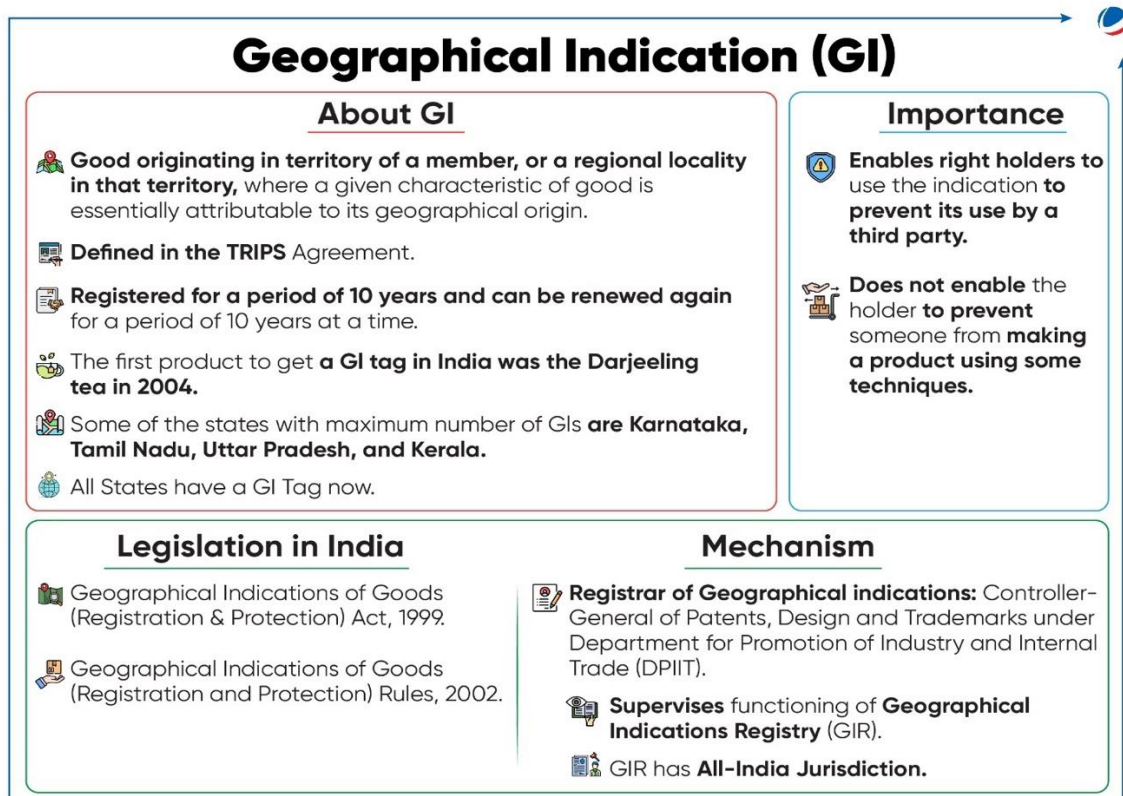 Geographical Indication (GI)
About GI
Good originating in territory of a member, or a regional locality
in that territory, where a given characteristic of good is
essentially attributable to its geographical origin.
Defined in the TRIPS Agreement.
Registered for a period of 10 years and can be renewed again
for a period of 10 years at a time.
The first product to get a GI tag in India was the Darjeeling
tea in 2004.
Some of the states with maximum number of GIs are Karnataka,
Tamil Nadu, Uttar Pradesh, and Kerala.
All States have a GI Tag now.
Importance
Enables right holders to
use the indication to
prevent its use by a
third party.
Does not enable the
holder to prevent
someone from making
a product using some
techniques.
Legislation in India
Geographical Indications of Goods
(Registration & Protection) Act, 1999.
Geographical Indications of Goods
(Registration and Protection) Rules, 2002.
Mechanism
Registrar of Geographical indications: Controller-
General of Patents, Design and Trademarks under
Department for Promotion of Industry and Internal
Trade (DPIIT).
Supervises functioning of Geographical
Indications Registry (GIR).
GIR has All-India Jurisdiction.